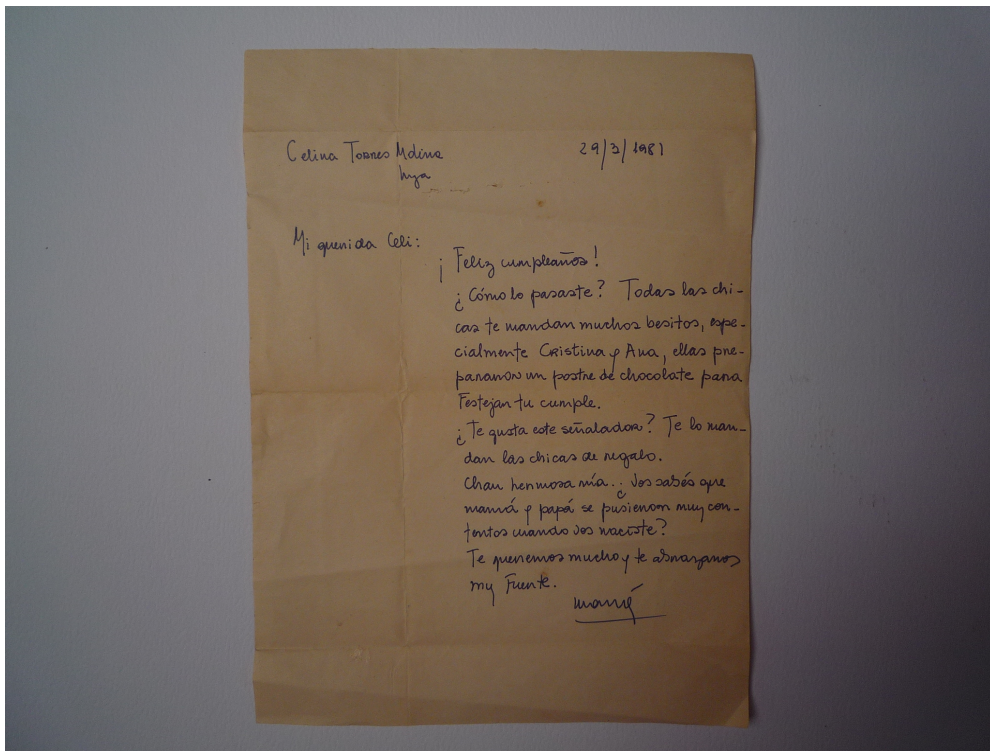 Celina Torres Mdina 29/3/1981
hya
Mi querida Celi:
¡Feliz cumpleaños!
¿Cómo lo pasaste? Todas las chi-
cas te mandan muchos besitos, espe-
cialmente Cristina y Ana, ellas pre-
pararon un postre de chocolate para
Festejar tu cumple.
¿Te gusta este señalador? Te lo man-
dan las chicas de regalo.
Chau hermosa mía. ¿Vos sabés que
mamá y papá se pusieron muy con-
tentos cuando vos naciste?
Te queremos mucho y te abrazamos
muy Fuerte.
mamá